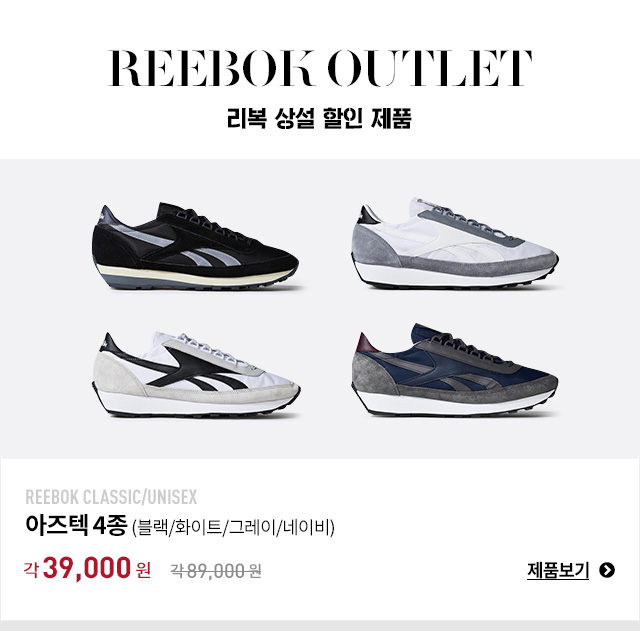 REEBOK OUTLET
리복 상설 할인 제품
REEBOK CLASSIC/UNISEX
아즈텍 4종 (블랙/화이트/그레이/네이비)
각 39,000 원 각 89,000 원
제품보기